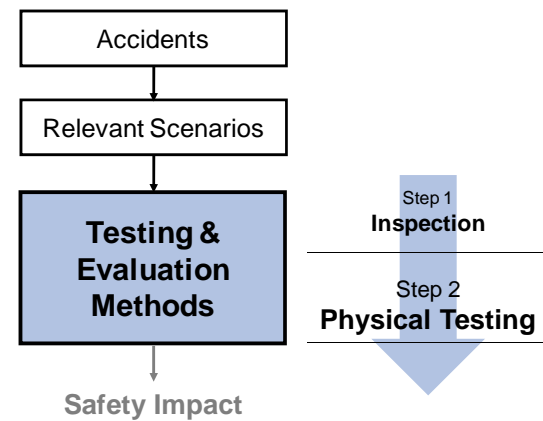 Accidents
Relevant Scenarios
Testing &
Evaluation
Methods
Safety Impact
Step 1
Inspection
Step 2
Physical Testing